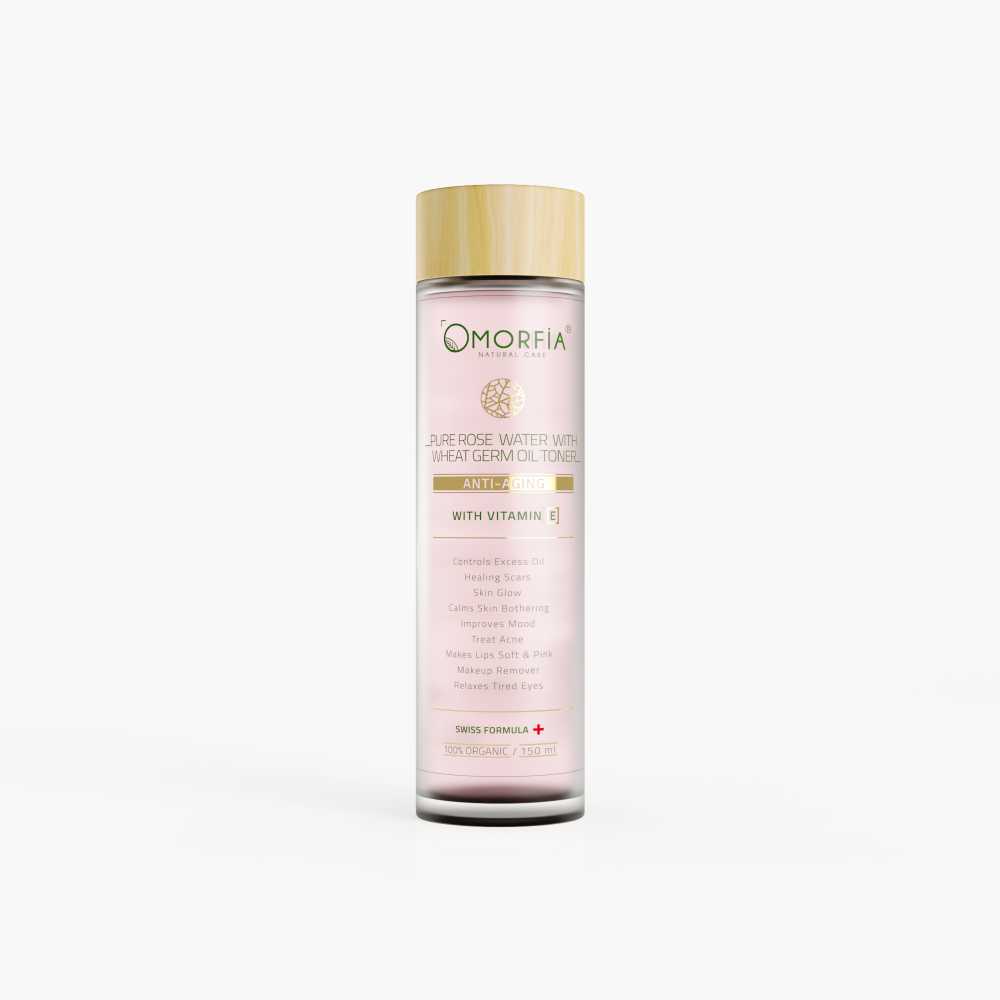 OMORFİA®
NATURAL CARE
PURE ROSE WATER WITH
WHEAT GERM OIL TONER
ANTI-AGING
WITH VITAMIN [E]
Controls Excess Oil
Healing Scars
Skin Glow
Calms Skin Bothering
Improves Mood
Treat Acne
Makes Lips Soft & Pink
Makeup Remover
Relaxes Tired Eyes
SWISS FORMULA
100% ORGANIC / 150 ml